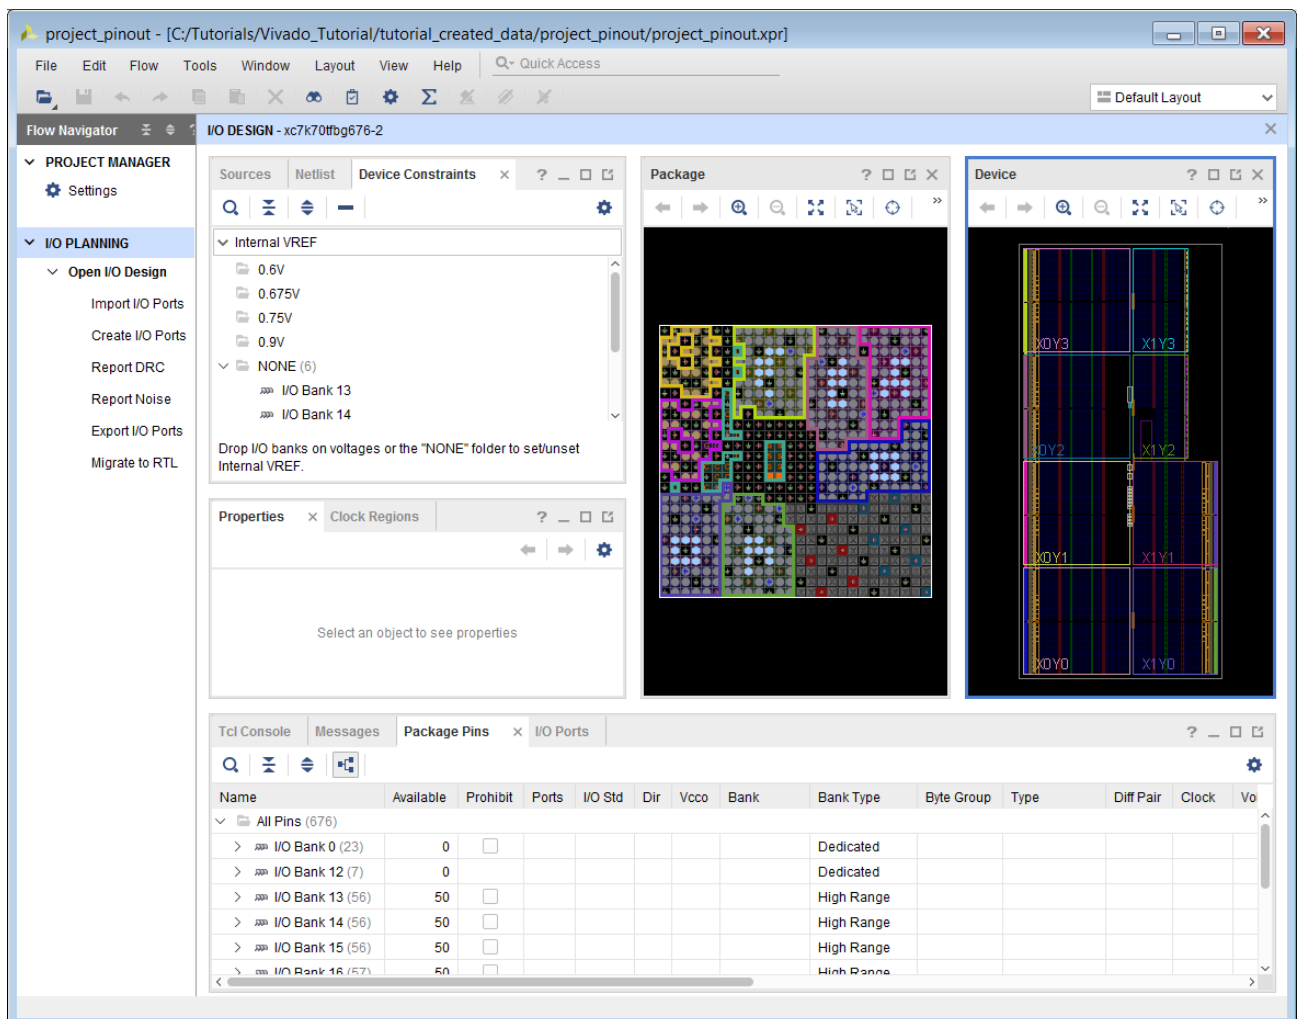 project_pinout - [C:/Tutorials/Vivado_Tutorial/tutorial_created_data/project_pinout/project_pinout.xpr]
File Edit Flow Tools Window Layout View Help Quick Access
Default Layout
Flow Navigator
I/O DESIGN - xc7k70tfbg676-2
PROJECT MANAGER
Settings
I/O PLANNING
Open I/O Design
Import I/O Ports
Create I/O Ports
Report DRC
Report Noise
Export I/O Ports
Migrate to RTL
Sources Netlist Device Constraints
Internal VREF
0.6V
0.675V
0.75V
0.9V
NONE (6)
I/O Bank 13
I/O Bank 14
Drop I/O banks on voltages or the "NONE" folder to set/unset
Internal VREF.
Properties Clock Regions
Select an object to see properties
Package
Device
X0Y3 X1Y3
X0Y2 X1Y2
X0Y1 X1Y1
X0Y0 X1Y0
Tcl Console Messages Package Pins I/O Ports
Name Available Prohibit Ports I/O Std Dir Vcco Bank Bank Type Byte Group Type Diff Pair Clock
All Pins (676)
I/O Bank 0 (23) 0 Dedicated
I/O Bank 12 (7) 0 Dedicated
I/O Bank 13 (56) 50 High Range
I/O Bank 14 (56) 50 High Range
I/O Bank 15 (56) 50 High Range
I/O Bank 16 (57) 50 High Range